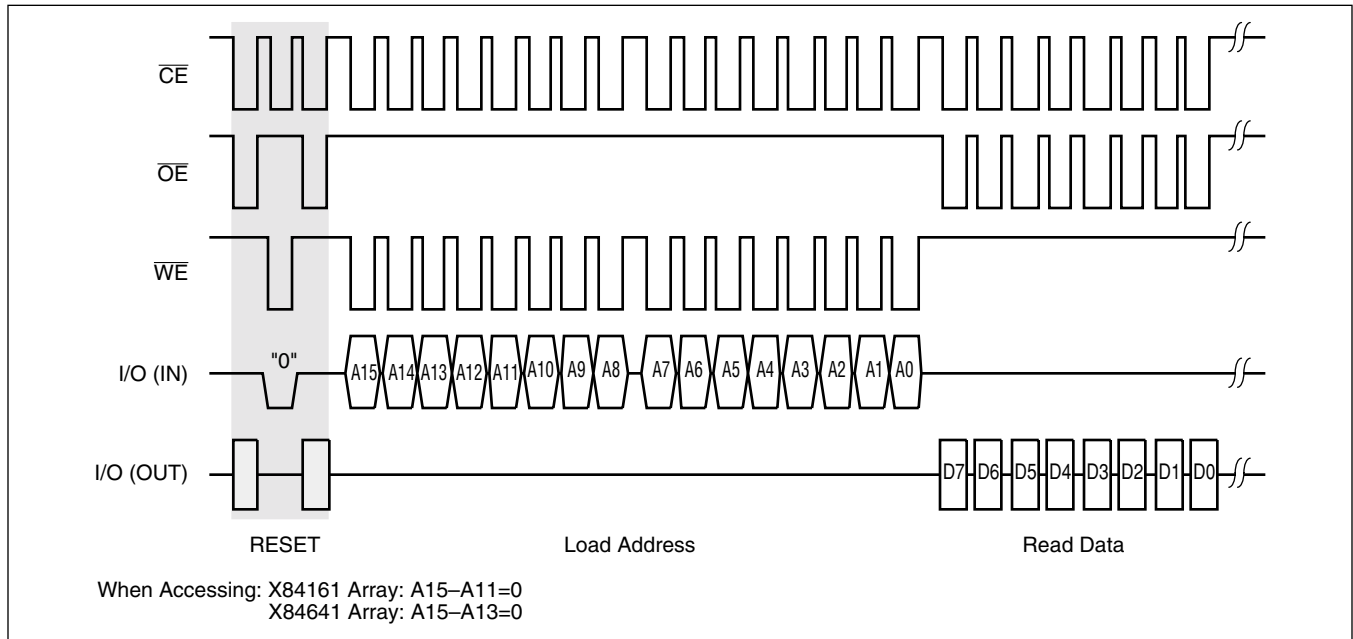 CE
OE
WE
I/O (IN) "0" A15 A14 A13 A12 A11 A10 A9 A8 A7 A6 A5 A4 A3 A2 A1 A0
I/O (OUT) D7 D6 D5 D4 D3 D2 D1 D0
RESET Load Address Read Data
When Accessing: X84161 Array: A15–A11=0
X84641 Array: A15–A13=0